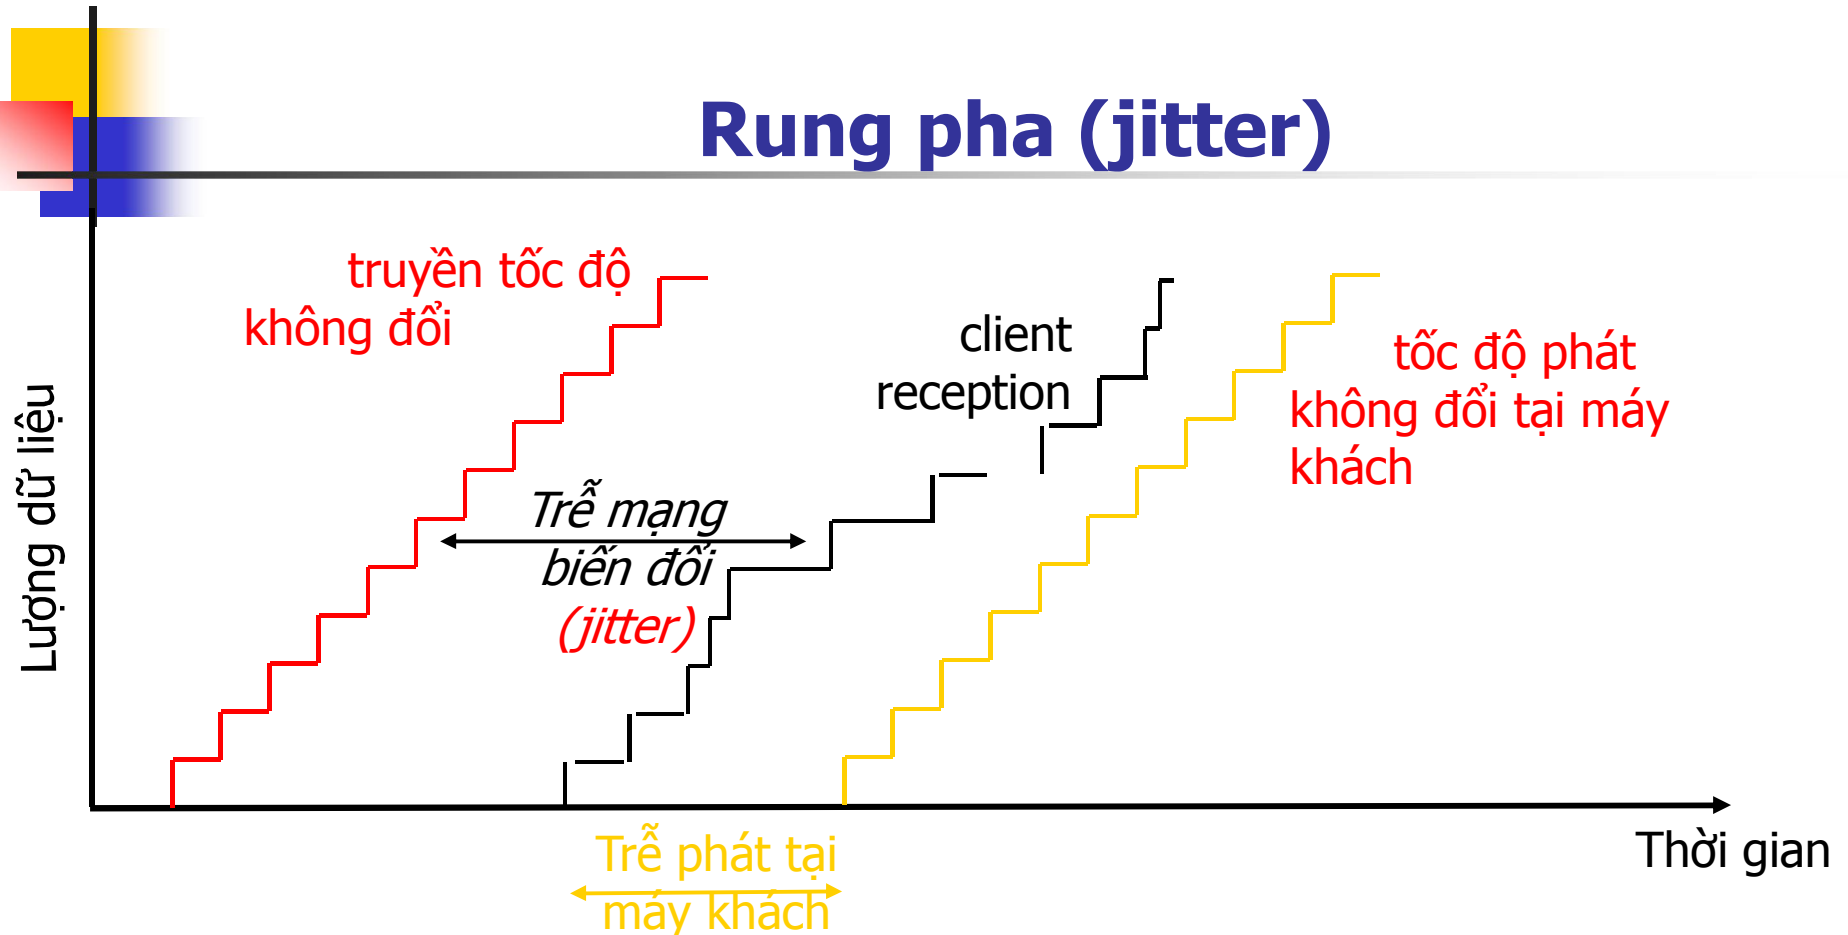 Rung pha (jitter)
truyền tốc độ
không đổi
client
reception
tốc độ phát
không đổi tại máy
khách
Lượng dữ liệu
Trễ mạng
biến đổi
(jitter)
Thời gian
Trễ phát tại
máy khách